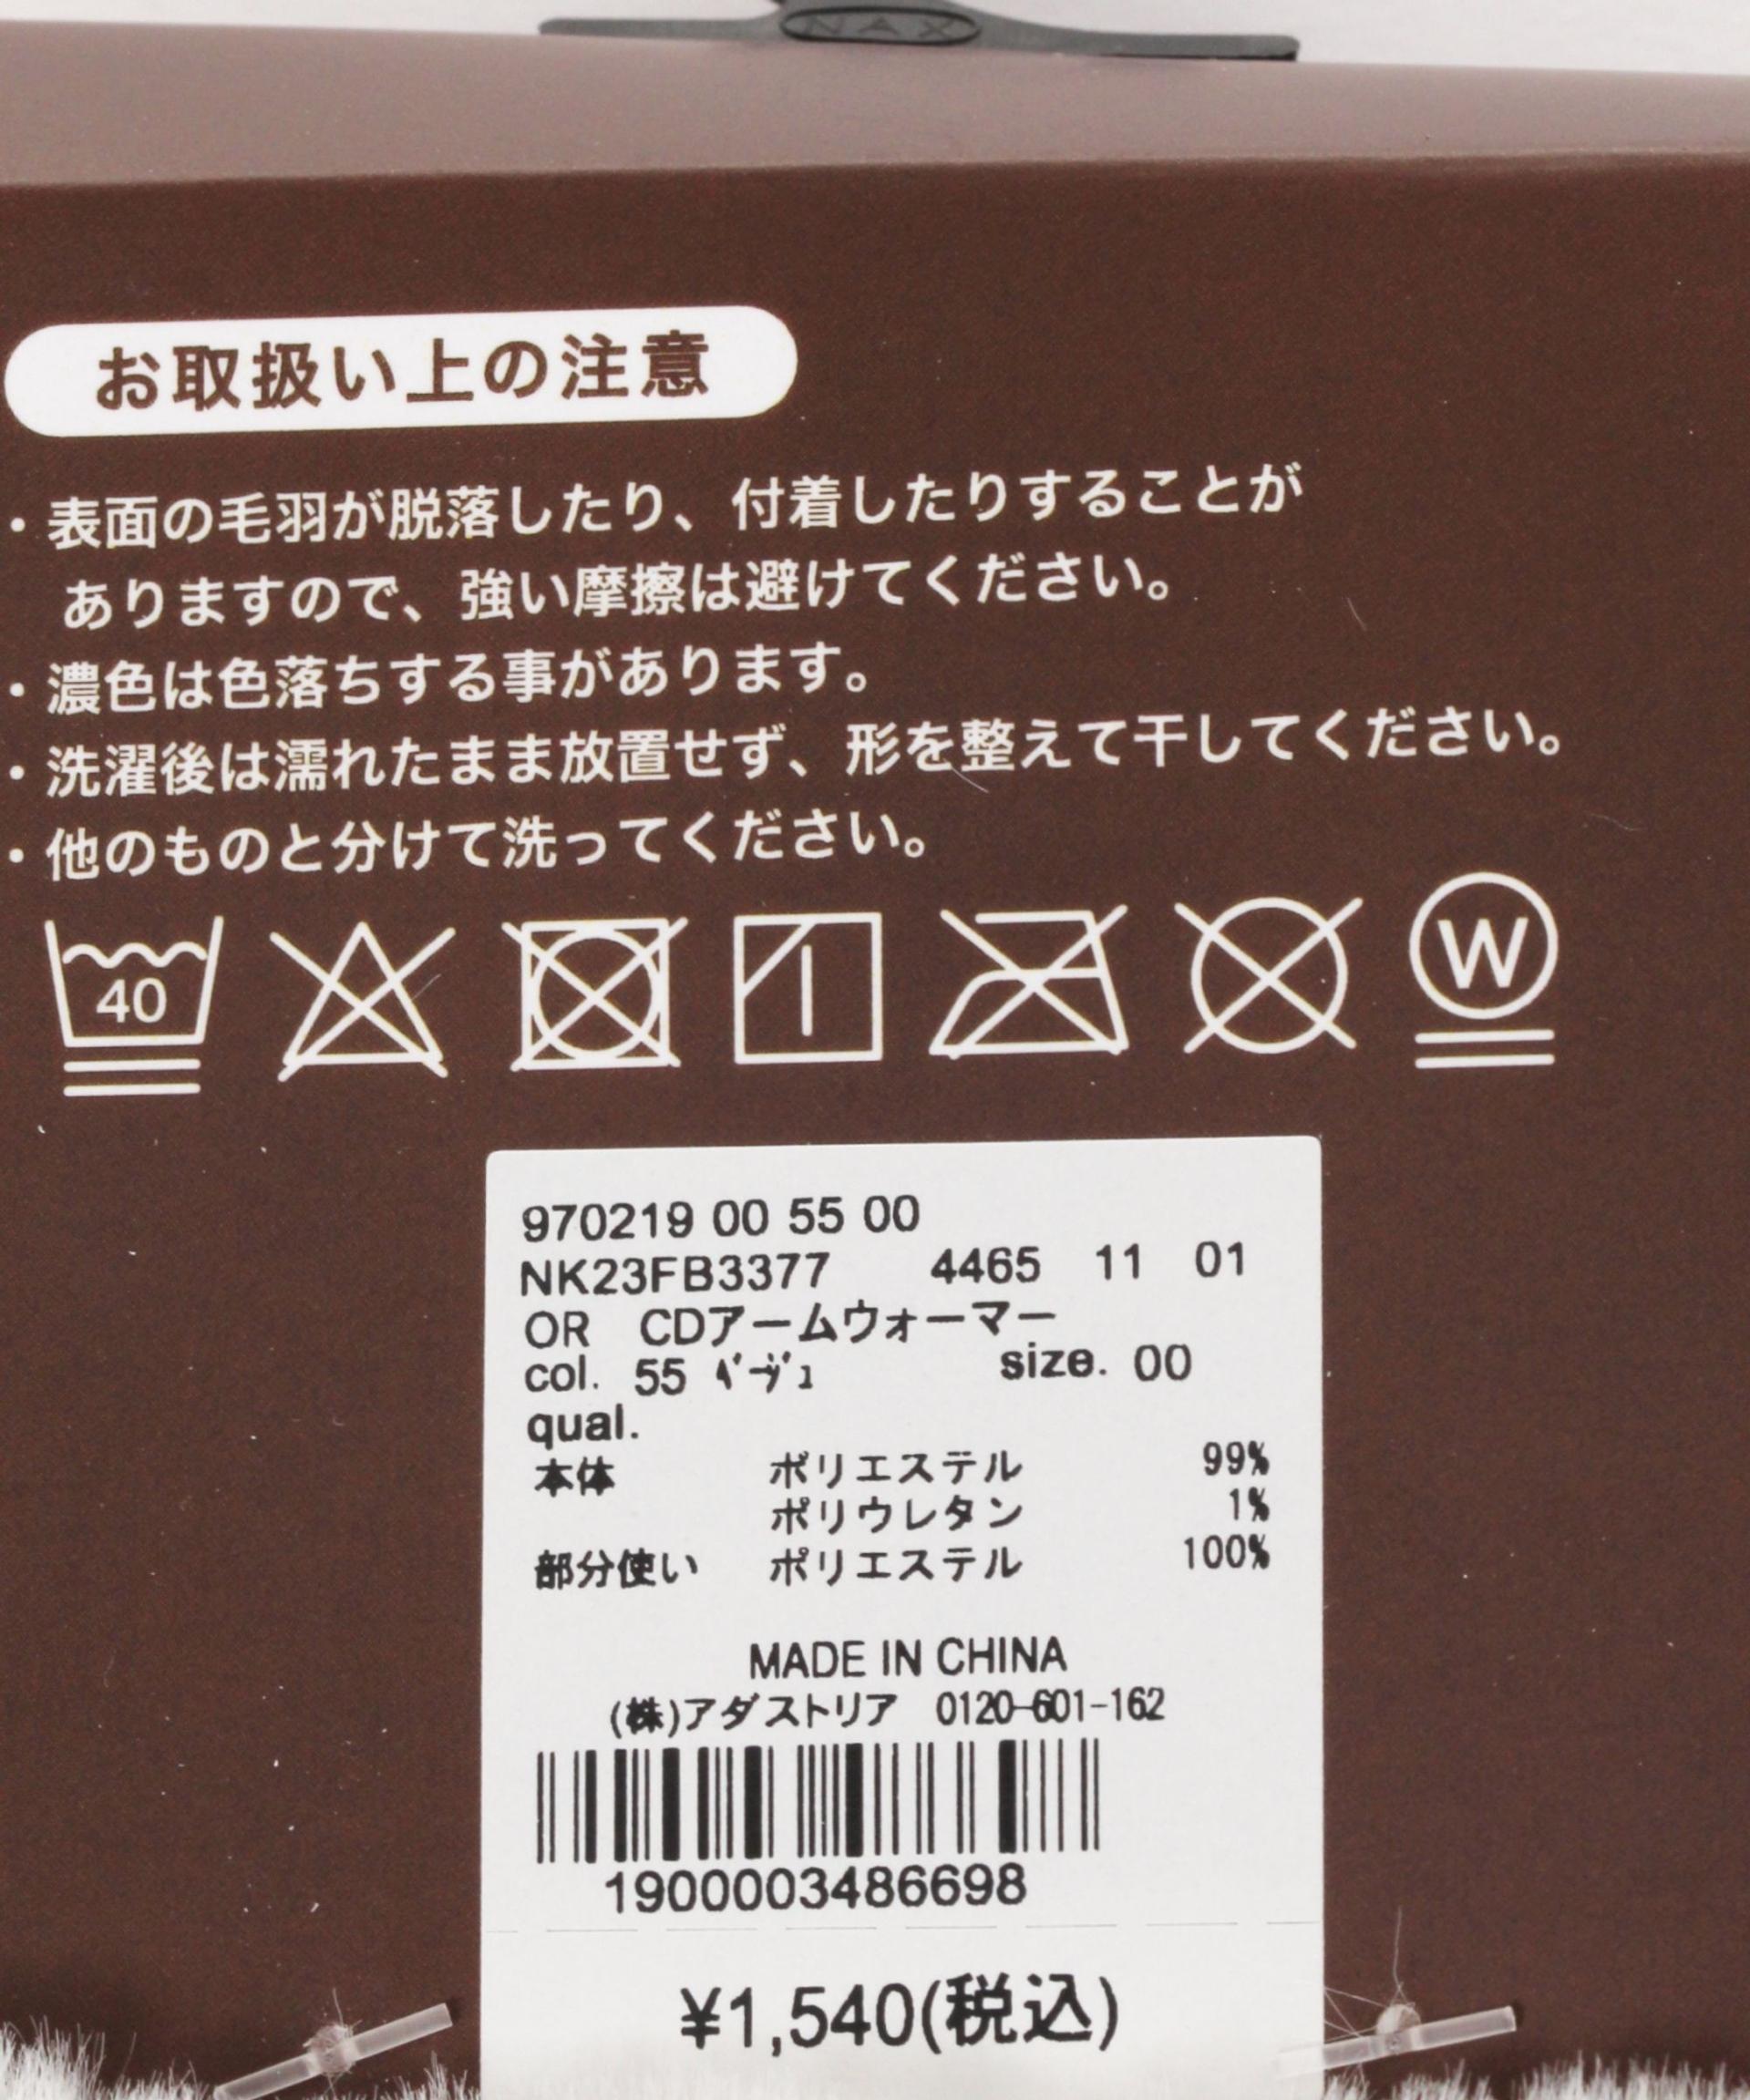 NAX
お取扱い上の注意
・表面の毛羽が脱落したり、付着したりすることが
ありますので、強い摩擦は避けてください。
・濃色は色落ちする事があります。
・洗濯後は濡れたまま放置せず、形を整えて干してください。
・他のものと分けて洗ってください。
40 W
970219 00 55 00
NK23FB3377 4465 11 01
OR CDアームウォーマー
col. 55 ﾍﾞｰｼﾞｭ size. 00
qual.
本体 ポリエステル 99%
ポリウレタン 1%
部分使い ポリエステル 100%
MADE IN CHINA
(株)アダストリア 0120-601-162
1900003486698
¥1,540(税込)